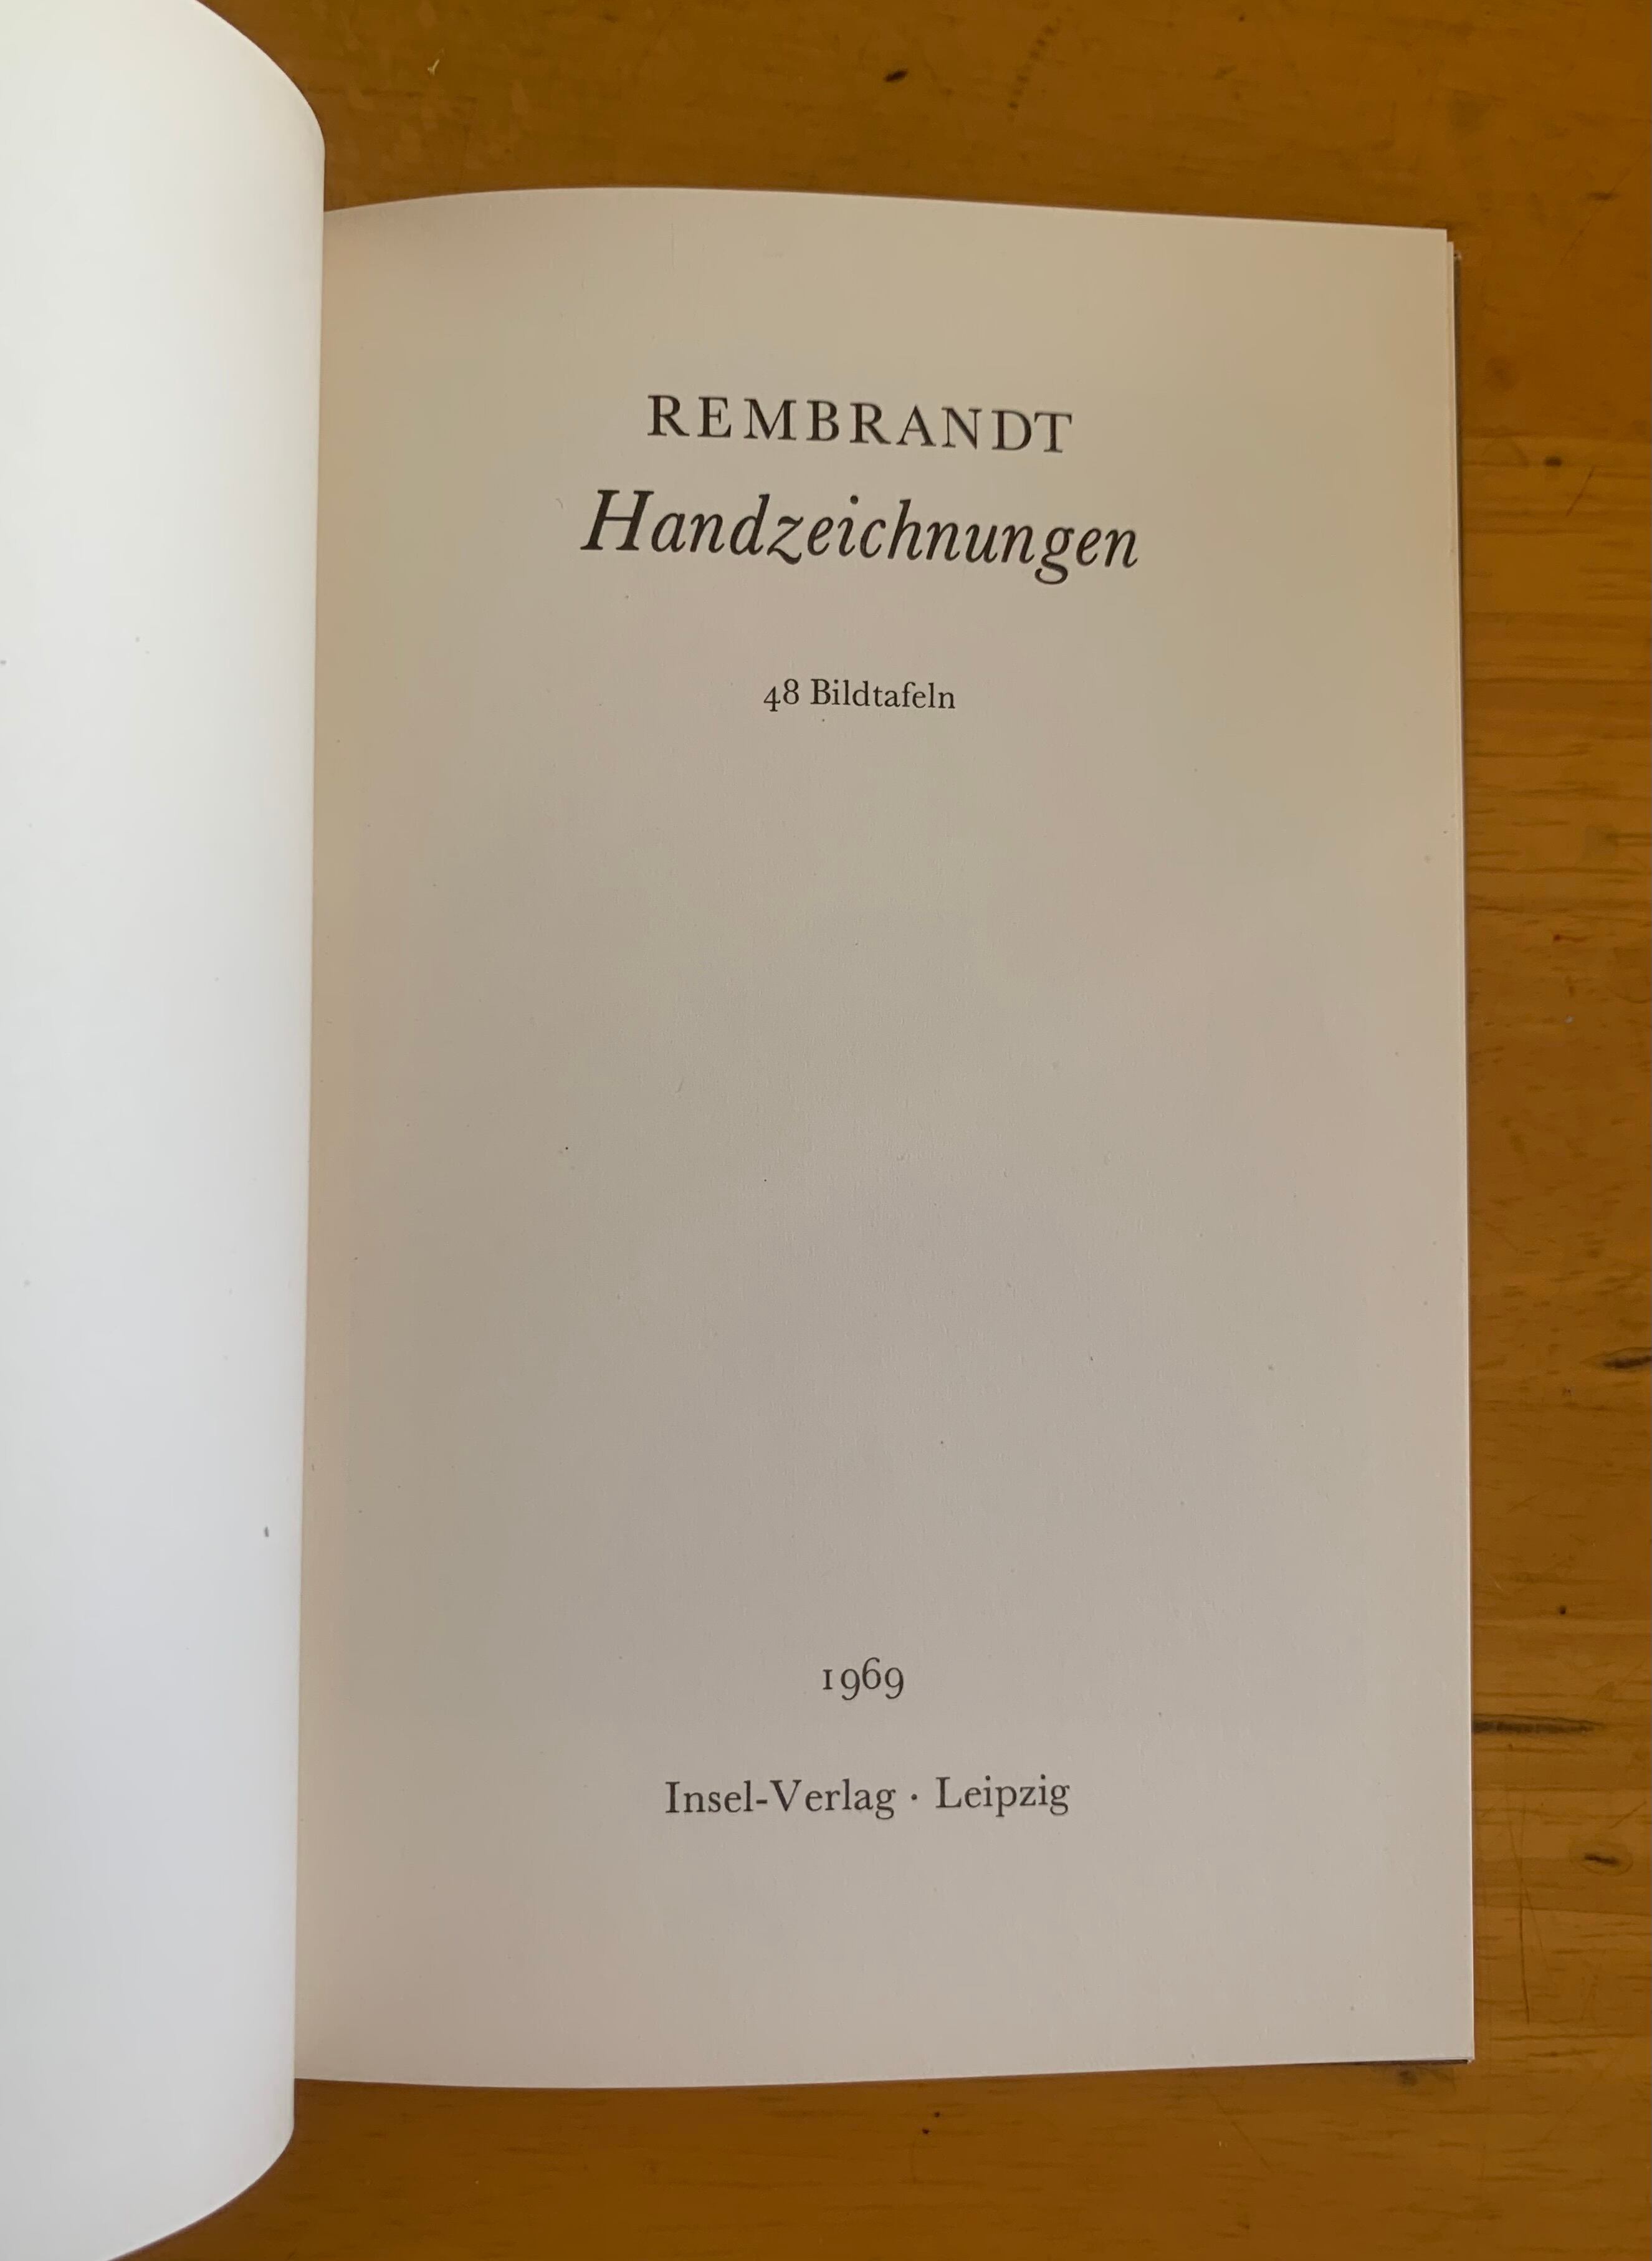 REMBRANDT
Handzeichnungen
48 Bildtafeln
1969
Insel-Verlag · Leipzig